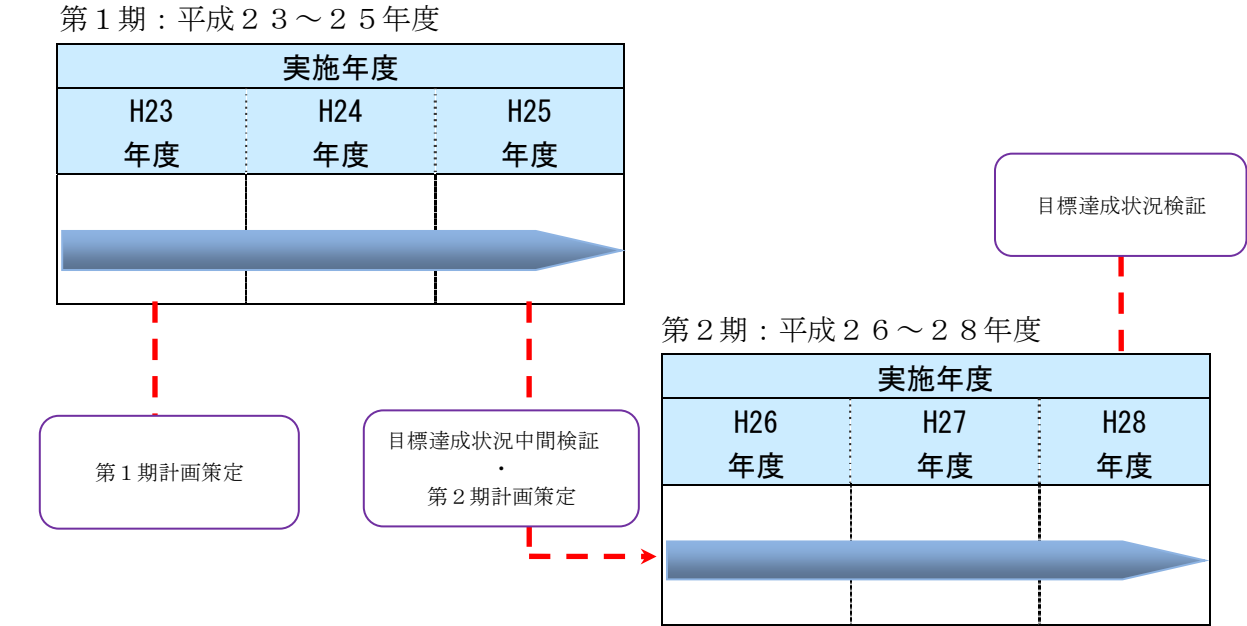 第１期：平成２３～２５年度
実施年度
H23 H24 H25
年度 年度 年度
目標達成状況検証
第２期：平成２６～２８年度
実施年度
H26 H27 H28
年度 年度 年度
第１期計画策定
目標達成状況中間検証
・
第２期計画策定